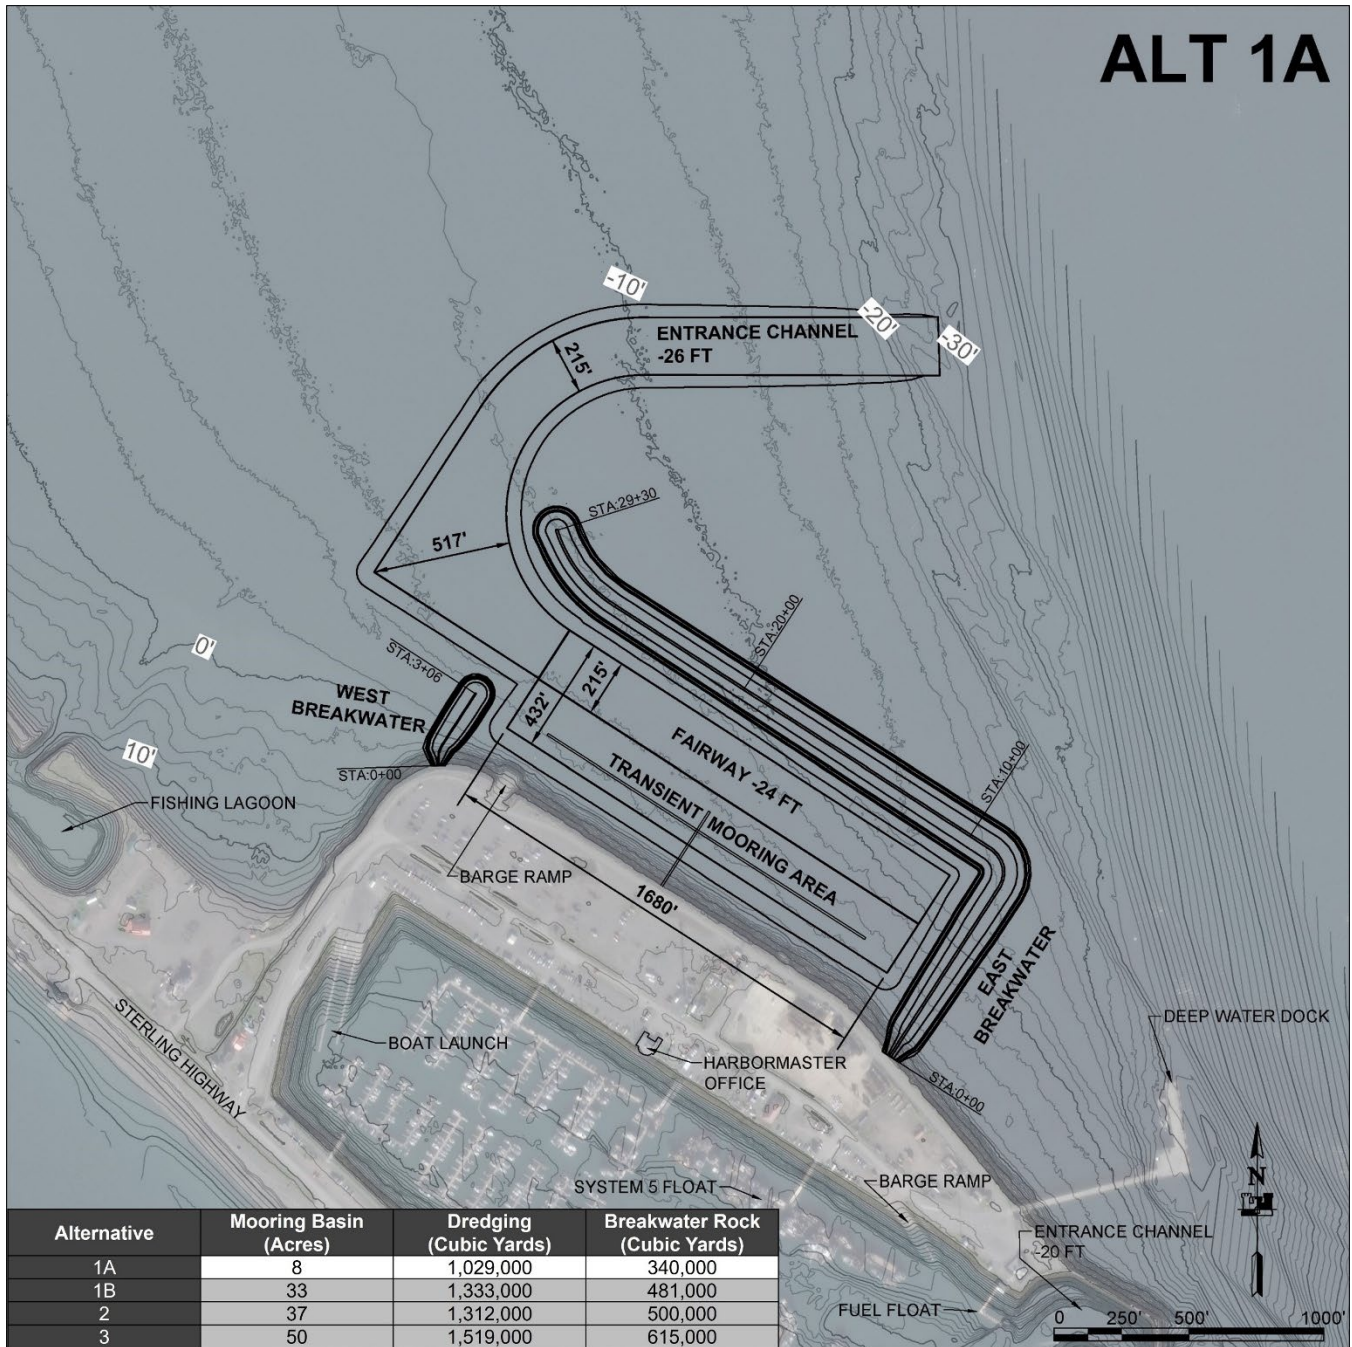 ALT 1A
-10'
-20'
-30'
ENTRANCE CHANNEL
-26 FT
215'
STA:29+30
517'
STA:20+00
0'
STA:3+06
WEST
BREAKWATER
432'
215'
FAIRWAY -24 FT
STA:10+00
10'
STA:0+00
TRANSIENT MOORING AREA
FISHING LAGOON
BARGE RAMP
1680'
EAST
BREAKWATER
DEEP WATER DOCK
STERLING HIGHWAY
BOAT LAUNCH
HARBORMASTER
OFFICE
STA:0+00
N
SYSTEM 5 FLOAT
BARGE RAMP
ENTRANCE CHANNEL
-20 FT
FUEL FLOAT
0 250' 500' 1000'
Alternative Mooring Basin (Acres) Dredging (Cubic Yards) Breakwater Rock (Cubic Yards)
1A 8 1,029,000 340,000
1B 33 1,333,000 481,000
2 37 1,312,000 500,000
3 50 1,519,000 615,000